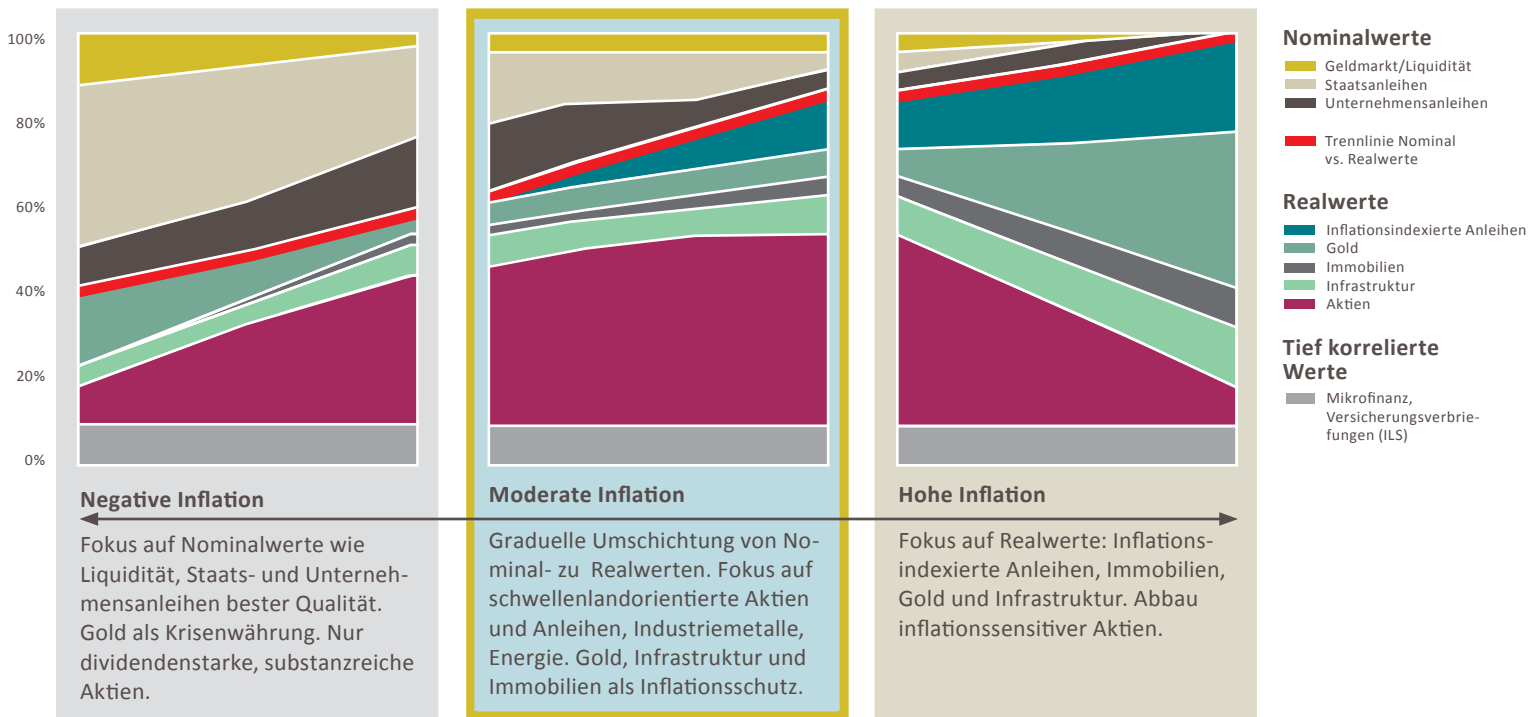 100%
80%
60%
40%
20%
0%
Negative Inflation
Fokus auf Nominalwerte wie
Liquidität, Staats- und Unterneh-
mensanleihen bester Qualität.
Gold als Krisenwährung. Nur
dividendenstarke, substanzreiche
Aktien.
Moderate Inflation
Graduelle Umschichtung von No-
minal- zu  Realwerten. Fokus auf
schwellenlandorientierte Aktien
und Anleihen, Industriemetalle,
Energie. Gold, Infrastruktur und
Immobilien als Inflationsschutz.
Hohe Inflation
Fokus auf Realwerte: Inflations-
indexierte Anleihen, Immobilien,
Gold und Infrastruktur. Abbau
inflationssensitiver Aktien.
Nominalwerte
Geldmarkt/Liquidität
Staatsanleihen
Unternehmensanleihen
Trennlinie Nominal
vs. Realwerte
Realwerte
Inflationsindexierte Anleihen
Gold
Immobilien
Infrastruktur
Aktien
Tief korrelierte
Werte
Mikrofinanz,
Versicherungsverbrie-
fungen (ILS)